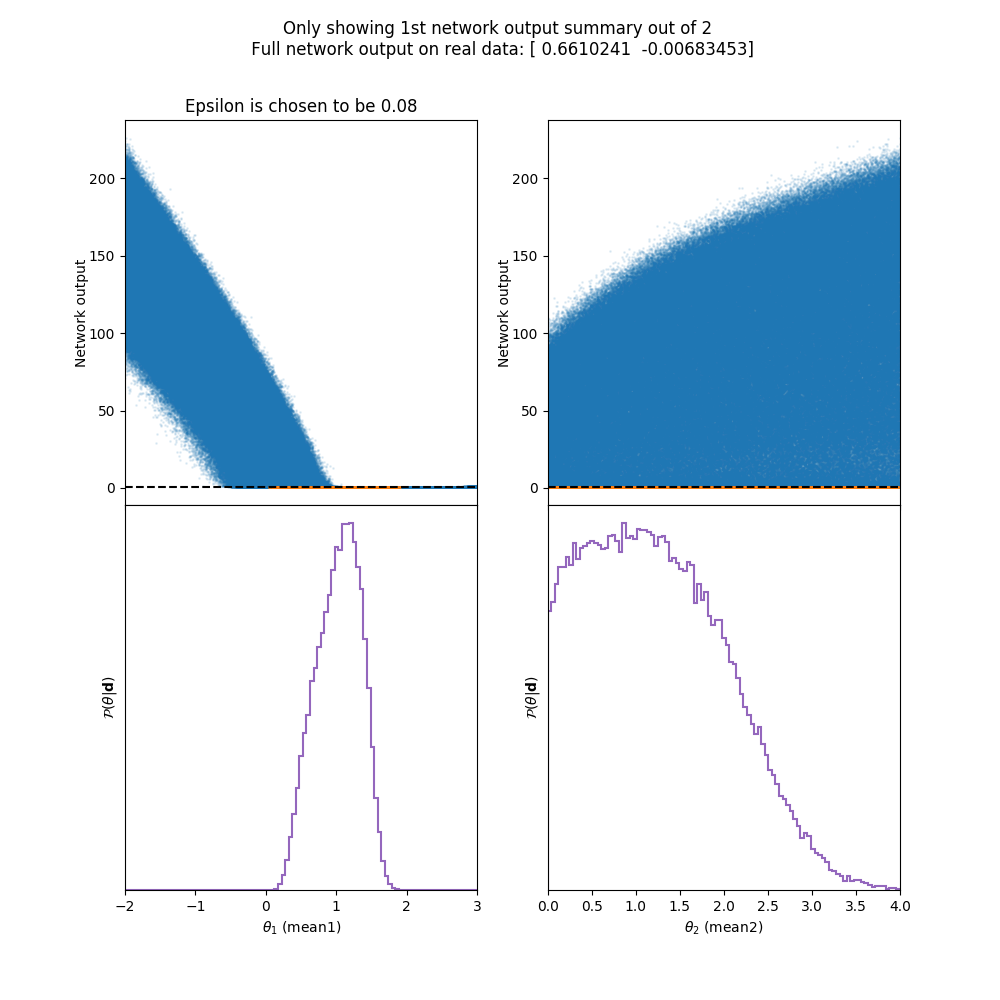 Only showing 1st network output summary out of 2
Full network output on real data: [ 0.6610241 -0.00683453]
Epsilon is chosen to be 0.08
Network output
200
150
100
50
0
Network output
200
150
100
50
0
𝒫(θ|𝐝)
−2 −1 0 1 2 3
θ₁ (mean1)
𝒫(θ|𝐝)
0.0 0.5 1.0 1.5 2.0 2.5 3.0 3.5 4.0
θ₂ (mean2)